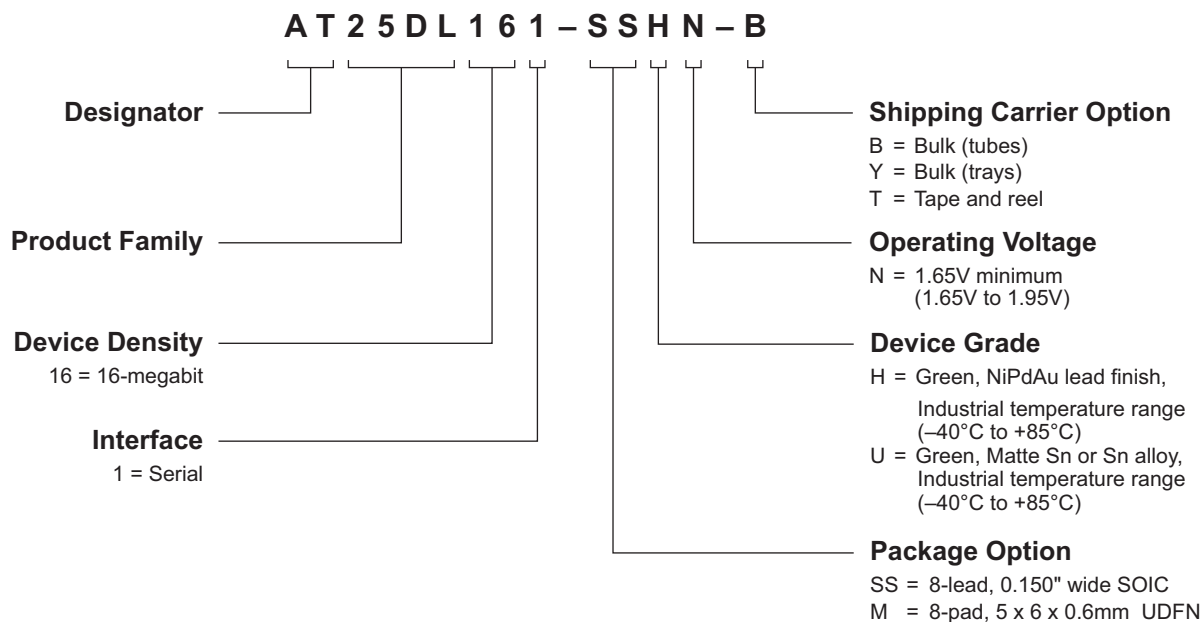 AT25DL161–SSHN–B
Designator
Product Family
Device Density
16 = 16-megabit
Interface
1 = Serial
Shipping Carrier Option
B = Bulk (tubes)
Y = Bulk (trays)
T = Tape and reel
Operating Voltage
N = 1.65V minimum
(1.65V to 1.95V)
Device Grade
H = Green, NiPdAu lead finish,
Industrial temperature range
(–40°C to +85°C)
U = Green, Matte Sn or Sn alloy,
Industrial temperature range
(–40°C to +85°C)
Package Option
SS = 8-lead, 0.150" wide SOIC
M = 8-pad, 5 x 6 x 0.6mm UDFN